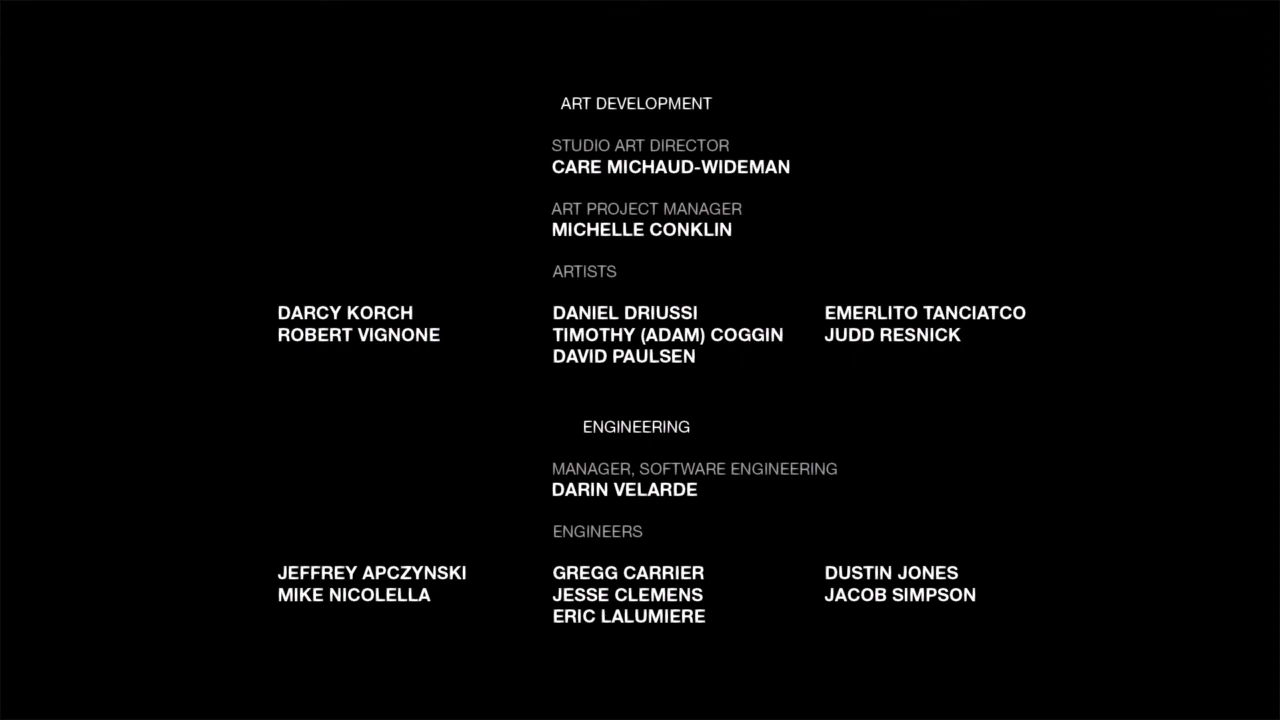 ART DEVELOPMENT
STUDIO ART DIRECTOR
CARE MICHAUD-WIDEMAN
ART PROJECT MANAGER
MICHELLE CONKLIN
ARTISTS
DARCY KORCH DANIEL DRIUSSI EMERLITO TANCIATCO
ROBERT VIGNONE TIMOTHY (ADAM) COGGIN JUDD RESNICK
DAVID PAULSEN
ENGINEERING
MANAGER, SOFTWARE ENGINEERING
DARIN VELARDE
ENGINEERS
JEFFREY APCZYNSKI GREGG CARRIER DUSTIN JONES
MIKE NICOLELLA JESSE CLEMENS JACOB SIMPSON
ERIC LALUMIERE